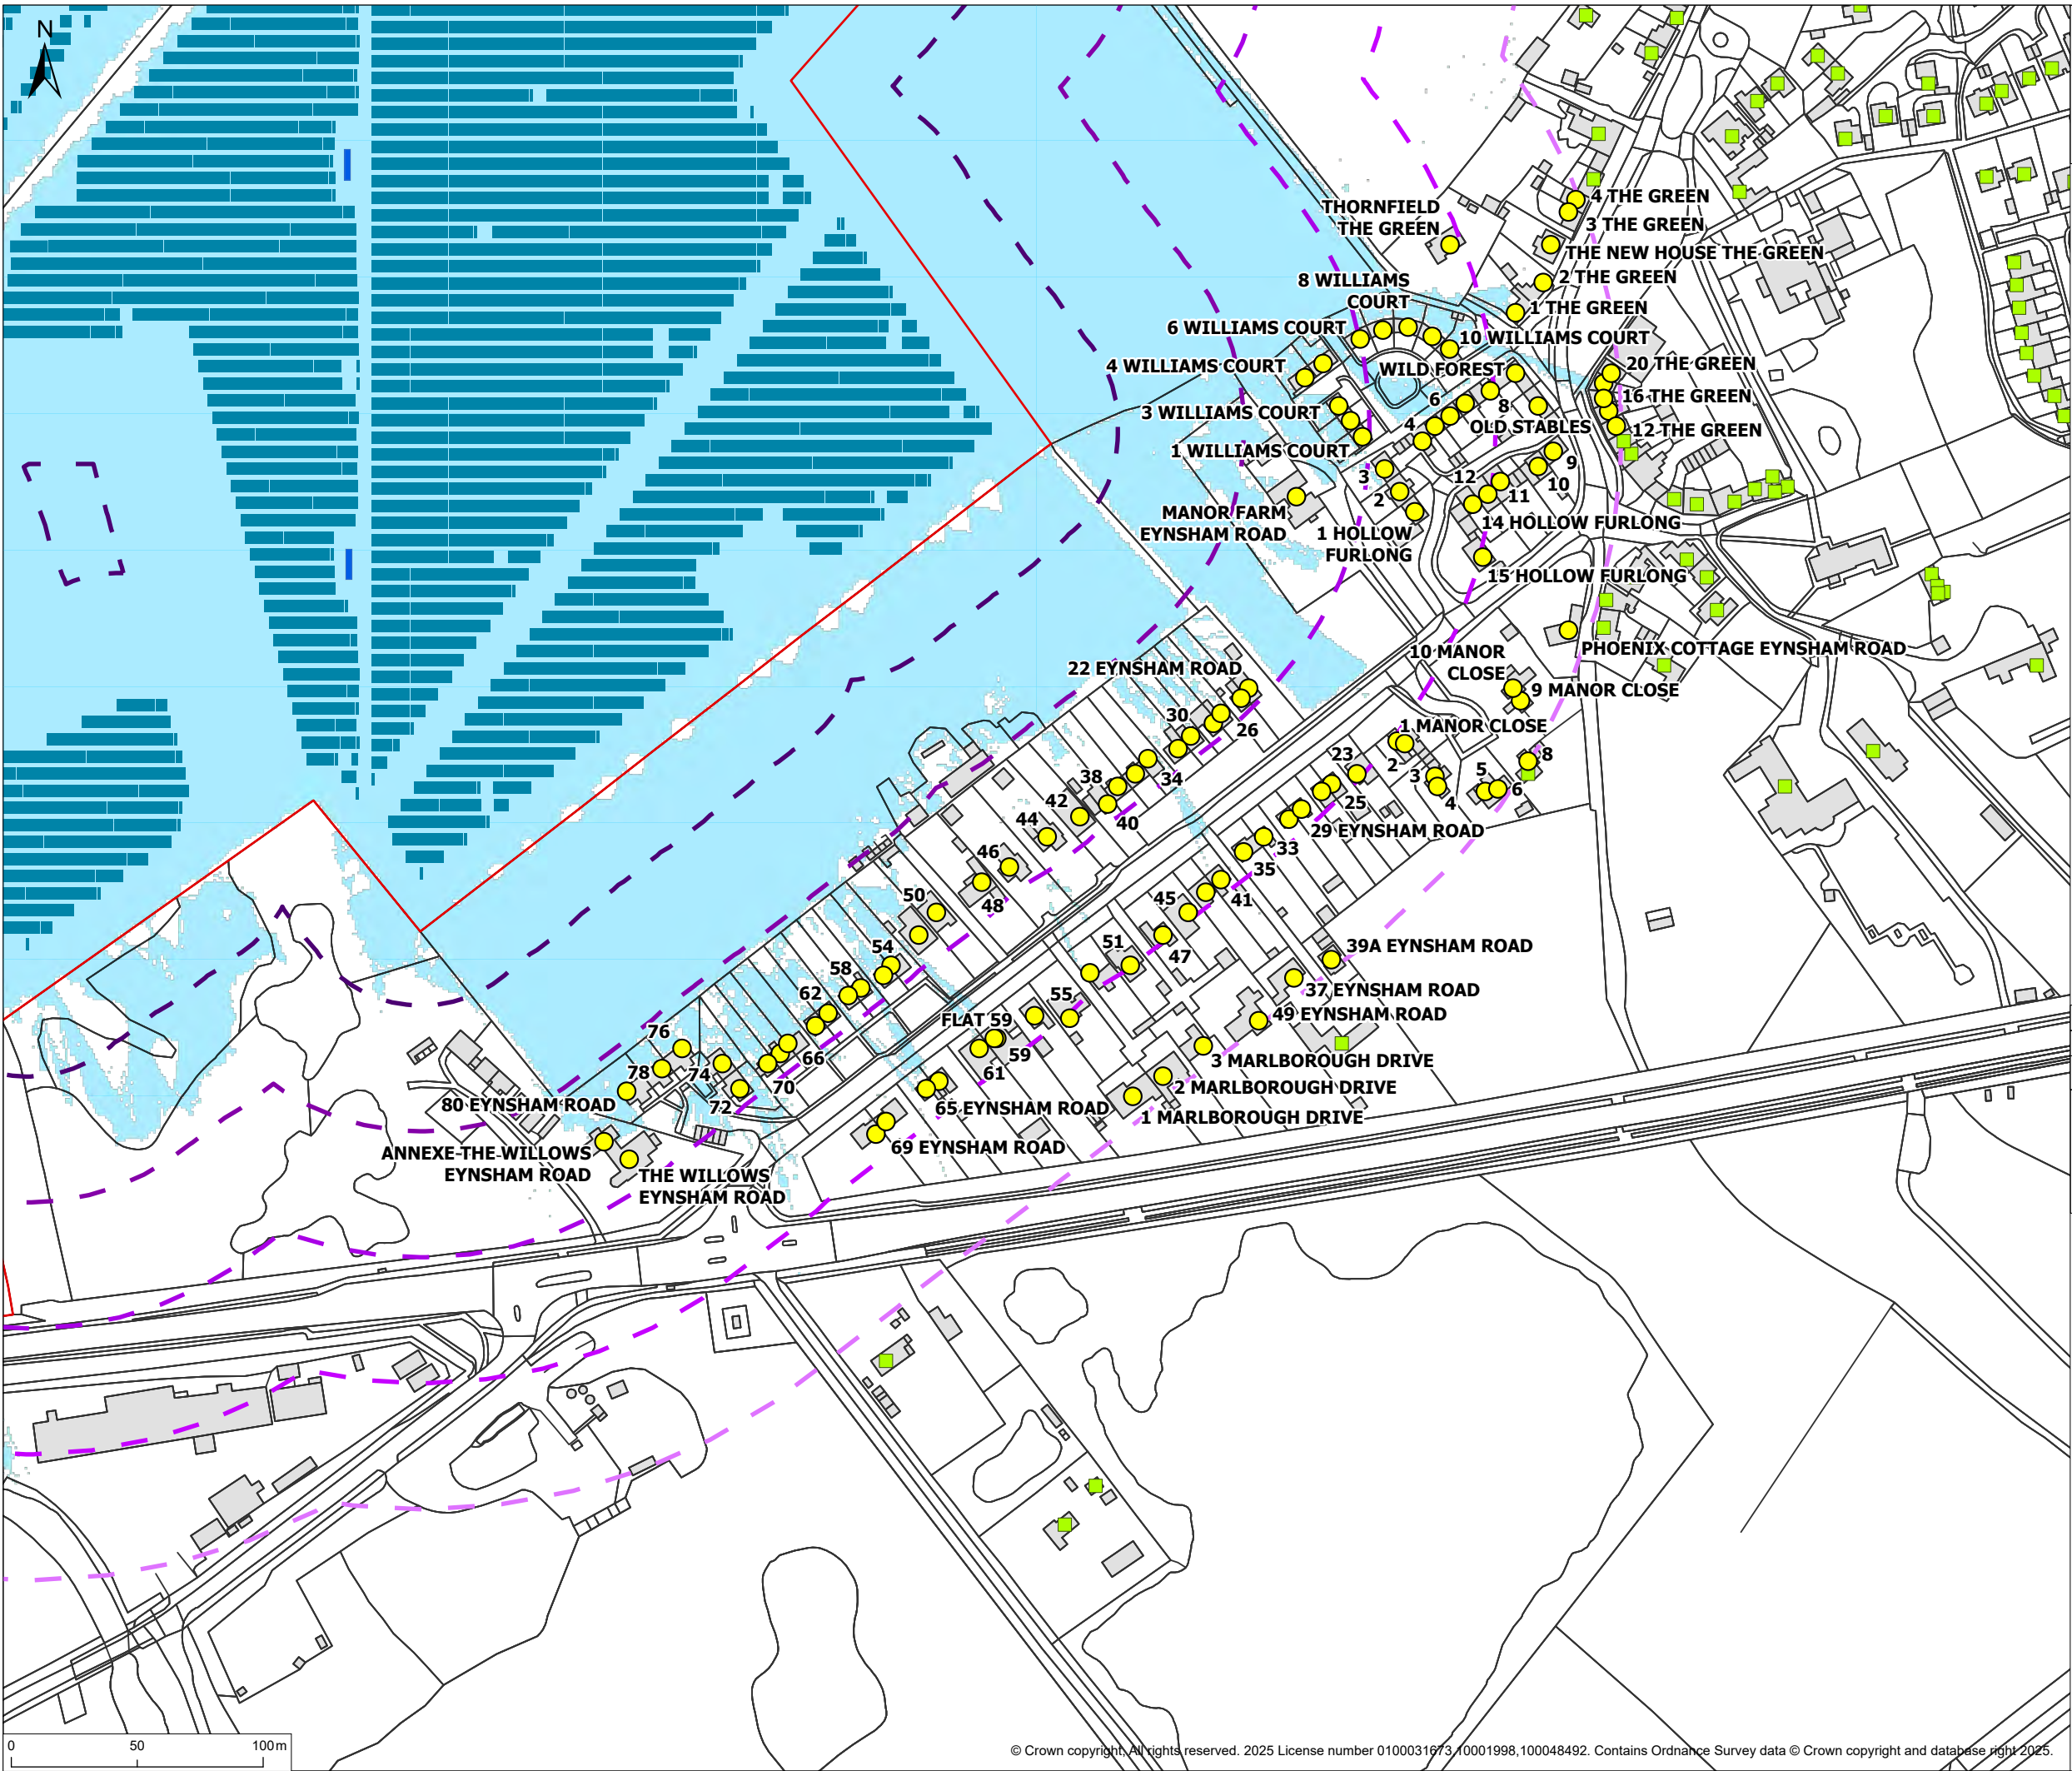 N
4 THE GREEN
THORNFIELD
THE GREEN
3 THE GREEN
THE NEW HOUSE THE GREEN
2 THE GREEN
8 WILLIAMS
COURT
1 THE GREEN
6 WILLIAMS COURT
10 WILLIAMS COURT
4 WILLIAMS COURT
WILD FOREST
20 THE GREEN
6
8
16 THE GREEN
3 WILLIAMS COURT
4
OLD STABLES
12 THE GREEN
1 WILLIAMS COURT
9
3
12
10
2
11
MANOR FARM
EYNSHAM ROAD
14 HOLLOW FURLONG
1 HOLLOW
FURLONG
15 HOLLOW FURLONG
10 MANOR
CLOSE
PHOENIX COTTAGE EYNSHAM ROAD
22 EYNSHAM ROAD
9 MANOR CLOSE
30
26
1 MANOR CLOSE
23
2
8
38
34
3
5
6
42
25
4
40
44
29 EYNSHAM ROAD
46
33
35
50
48
45
41
54
51
47
39A EYNSHAM ROAD
58
37 EYNSHAM ROAD
62
55
49 EYNSHAM ROAD
FLAT 59
76
66
59
3 MARLBOROUGH DRIVE
78
74
70
61
2 MARLBOROUGH DRIVE
80 EYNSHAM ROAD
72
65 EYNSHAM ROAD
1 MARLBOROUGH DRIVE
69 EYNSHAM ROAD
ANNEXE-THE WILLOWS
EYNSHAM ROAD
THE WILLOWS
EYNSHAM ROAD
0 50 100m
© Crown copyright, All rights reserved. 2025 License number 0100031673,10001998,100048492. Contains Ordnance Survey data © Crown copyright and database right 2025.